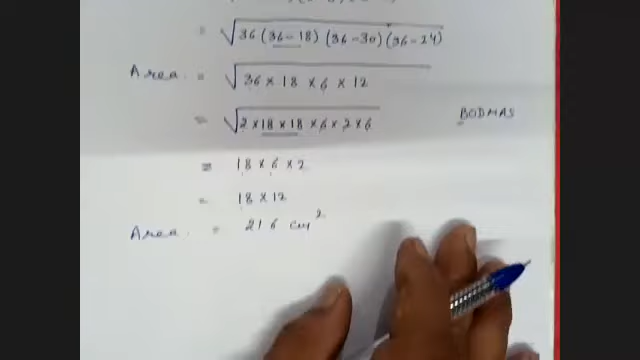 = √36(36-18)(36-30)(36-24)
Area = √36 × 18 × 6 × 12
= √2 × 18 × 18 × 6 × 2 × 6
BODMAS
= 18 × 6 × 2
= 18 × 12
Area = 216 cm²